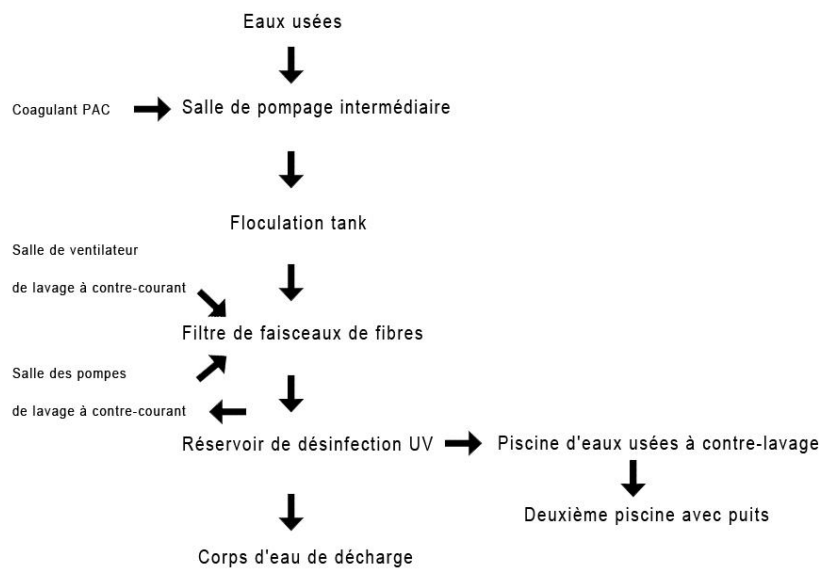 Eaux usées
Coagulant PAC
Salle de pompage intermédiaire
Floculation tank
Salle de ventilateur
de lavage à contre-courant
Filtre de faisceaux de fibres
Salle des pompes
de lavage à contre-courant
Réservoir de désinfection UV
Piscine d'eaux usées à contre-lavage
Deuxième piscine avec puits
Corps d'eau de décharge